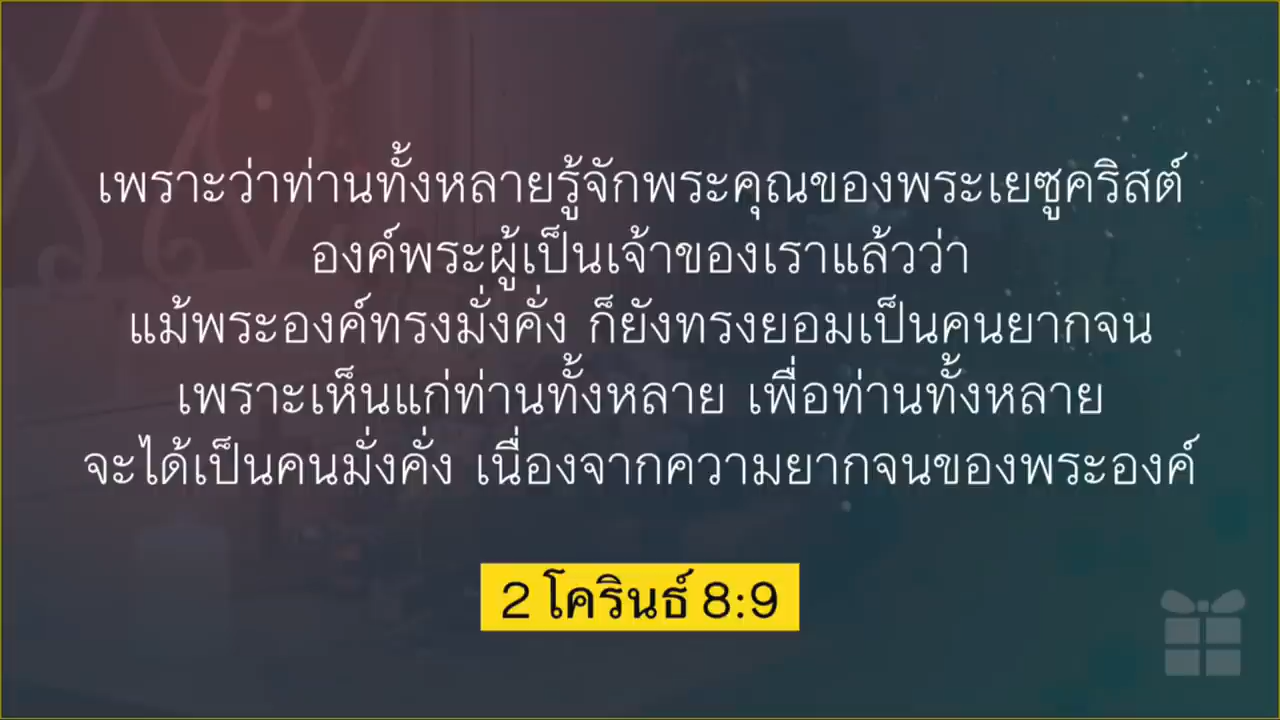 เพราะว่าท่านทั้งหลายรู้จักพระคุณของพระเยซูคริสต์
องค์พระผู้เป็นเจ้าของเราแล้วว่า
แม้พระองค์ทรงมั่งคั่ง ก็ยังทรงยอมเป็นคนยากจน
เพราะเห็นแก่ท่านทั้งหลาย เพื่อท่านทั้งหลาย
จะได้เป็นคนมั่งคั่ง เนื่องจากความยากจนของพระองค์
2 โครินธ์ 8:9